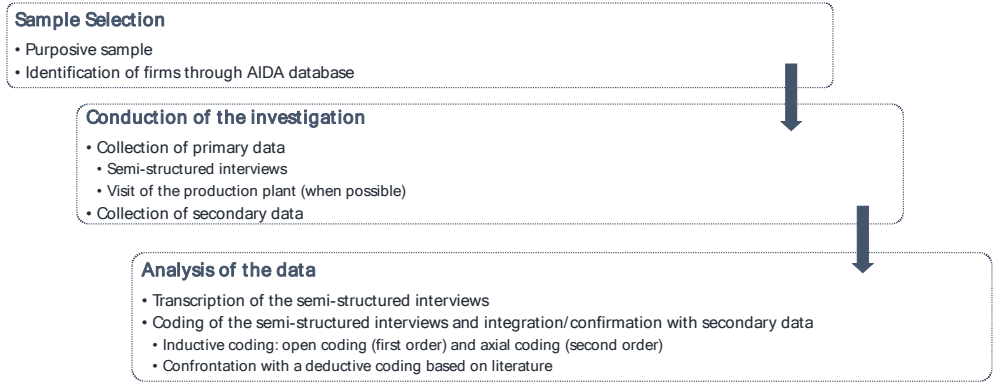 Sample Selection
• Purposive sample
• Identification of firms through AIDA database
Conduction of the investigation
• Collection of primary data
• Semi-structured interviews
• Visit of the production plant (when possible)
• Collection of secondary data
Analysis of the data
• Transcription of the semi-structured interviews
• Coding of the semi-structured interviews and integration/confirmation with secondary data
• Inductive coding: open coding (first order) and axial coding (second order)
• Confrontation with a deductive coding based on literature